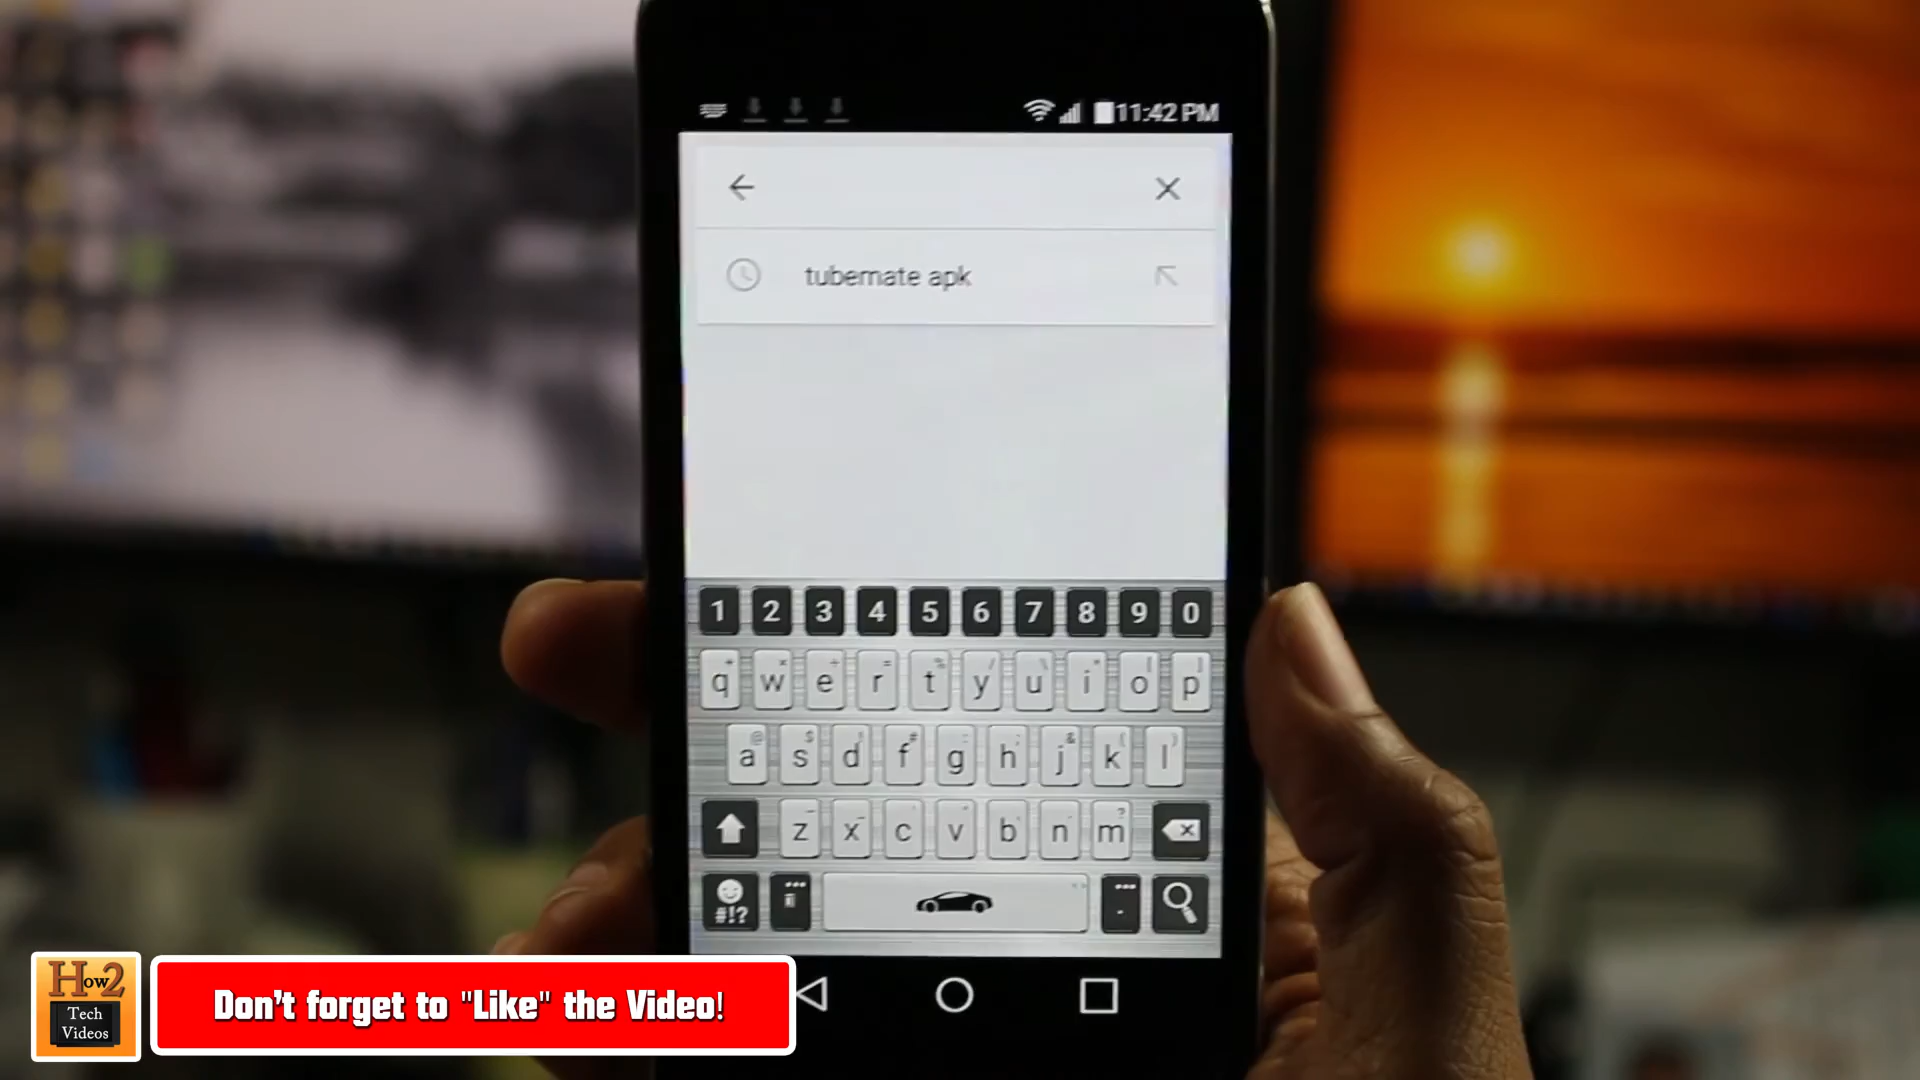 11:42 PM
tubemate apk
1 2 3 4 5 6 7 8 9 0
q w e r t y u i o p
a s d f g h j k l
z x c v b n m
#!?
How2
Tech
Videos
Don't forget to "Like" the Video!